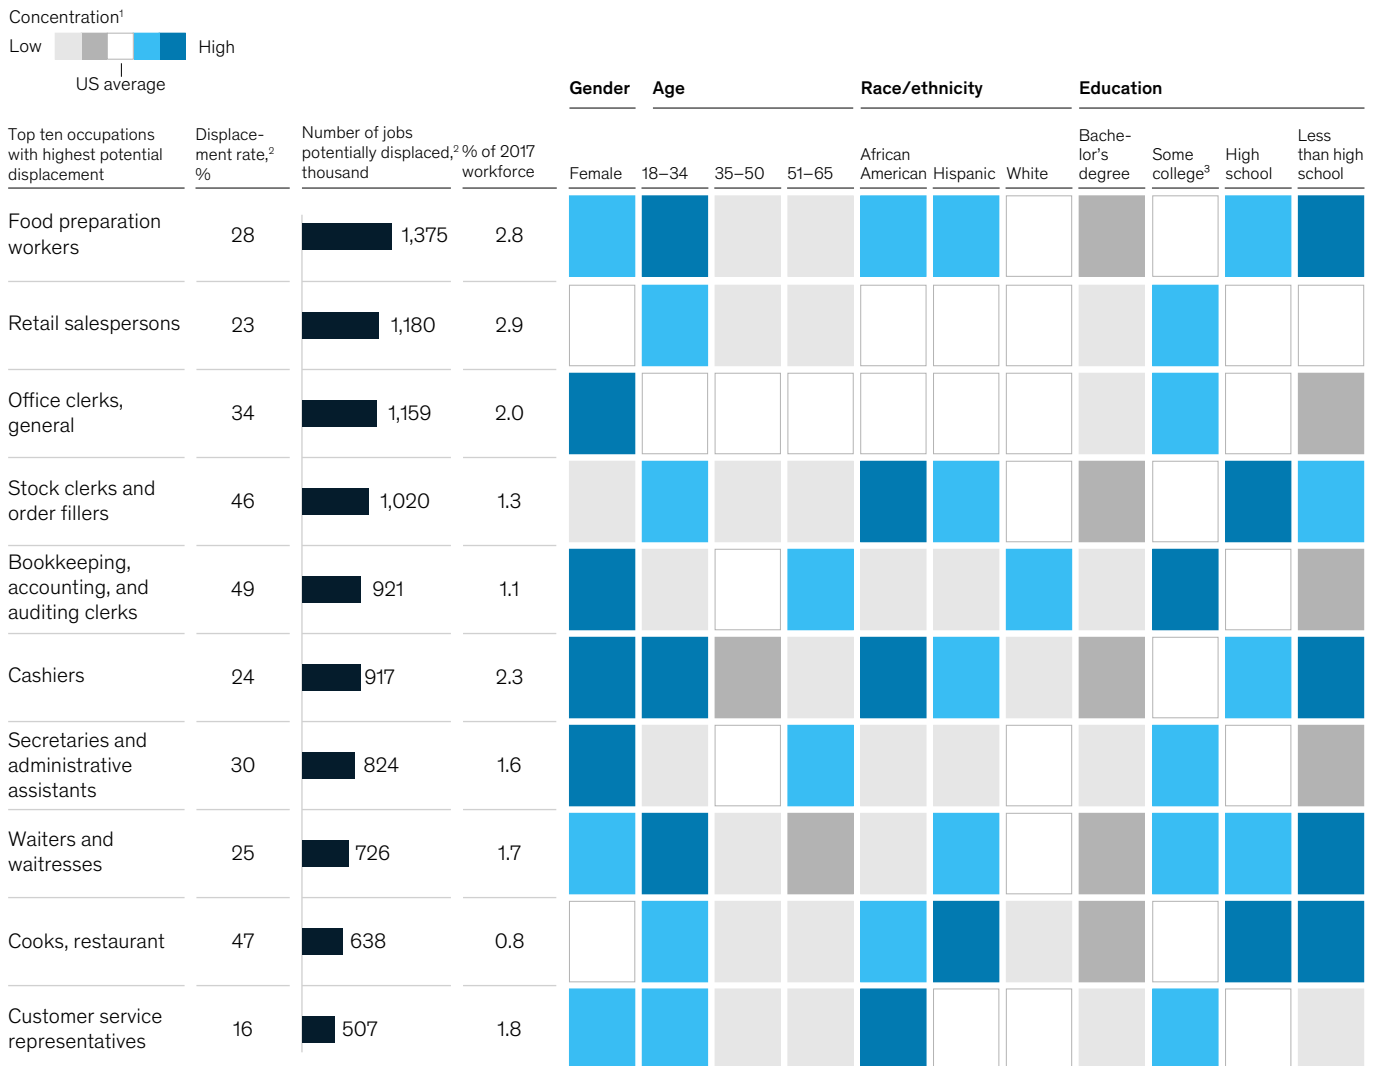 Concentration¹
Low High
US average
Gender Age Race/ethnicity Education
Top ten occupations
with highest potential
displacement
Displace-
ment rate,²
%
Number of jobs
potentially displaced,²
thousand
% of 2017
workforce
Female
18–34
35–50
51–65
African
American
Hispanic
White
Bache-
lor's
degree
Some
college³
High
school
Less
than high
school
Food preparation
workers
28 1,375 2.8
Retail salespersons 23 1,180 2.9
Office clerks,
general
34 1,159 2.0
Stock clerks and
order fillers
46 1,020 1.3
Bookkeeping,
accounting, and
auditing clerks
49 921 1.1
Cashiers 24 917 2.3
Secretaries and
administrative
assistants
30 824 1.6
Waiters and
waitresses
25 726 1.7
Cooks, restaurant 47 638 0.8
Customer service
representatives
16 507 1.8